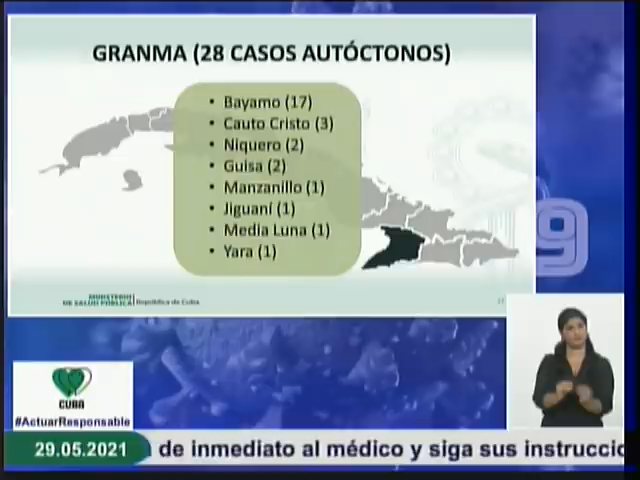 GRANMA (28 CASOS AUTÓCTONOS)
• Bayamo (17)
• Cauto Cristo (3)
• Niquero (2)
• Guisa (2)
• Manzanillo (1)
• Jiguaní (1)
• Media Luna (1)
• Yara (1)
9
MINISTERIO
DE SALUD PÚBLICA
República de Cuba
CUBA
#ActuarResponsable
29.05.2021
de inmediato al médico y siga sus instruccio